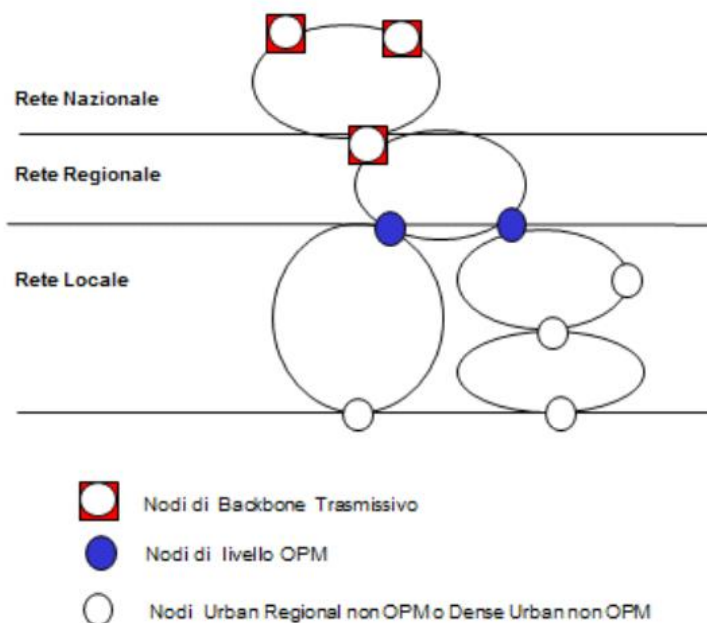 Rete Nazionale
Rete Regionale
Rete Locale
Nodi di Backbone Trasmissivo
Nodi di livello OPM
Nodi Urban Regional non OPM o Dense Urban non OPM